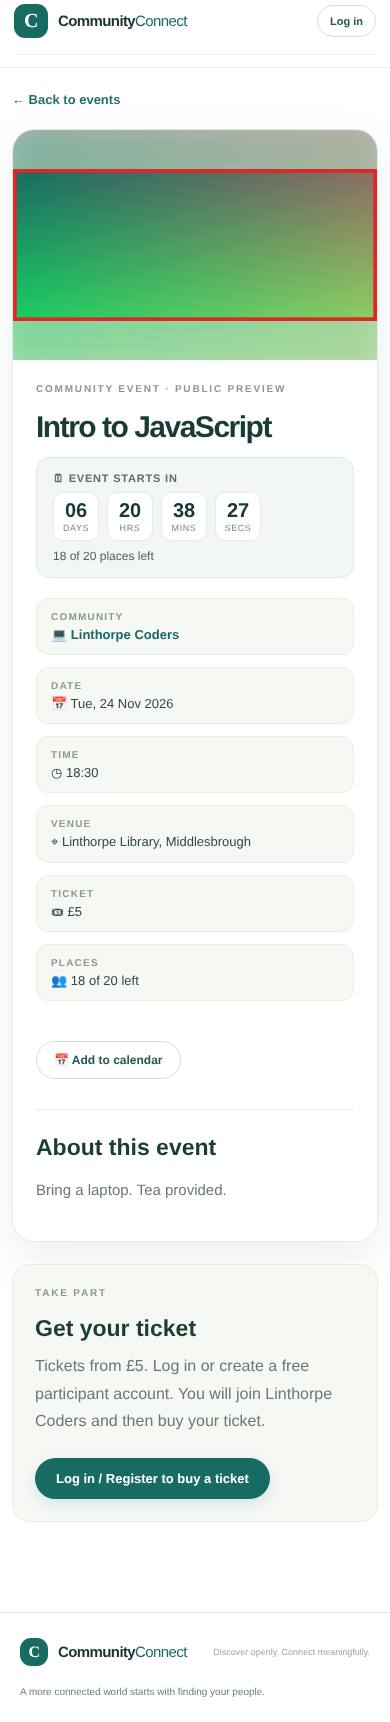 C CommunityConnect
Log in
← Back to events
COMMUNITY EVENT · PUBLIC PREVIEW
Intro to JavaScript
EVENT STARTS IN
06 20 38 27
DAYS HRS MINS SECS
18 of 20 places left
COMMUNITY
Linthorpe Coders
DATE
Tue, 24 Nov 2026
TIME
18:30
VENUE
Linthorpe Library, Middlesbrough
TICKET
£5
PLACES
18 of 20 left
Add to calendar
About this event
Bring a laptop. Tea provided.
TAKE PART
Get your ticket
Tickets from £5. Log in or create a free
participant account. You will join Linthorpe
Coders and then buy your ticket.
Log in / Register to buy a ticket
C CommunityConnect
Discover openly. Connect meaningfully.
A more connected world starts with finding your people.